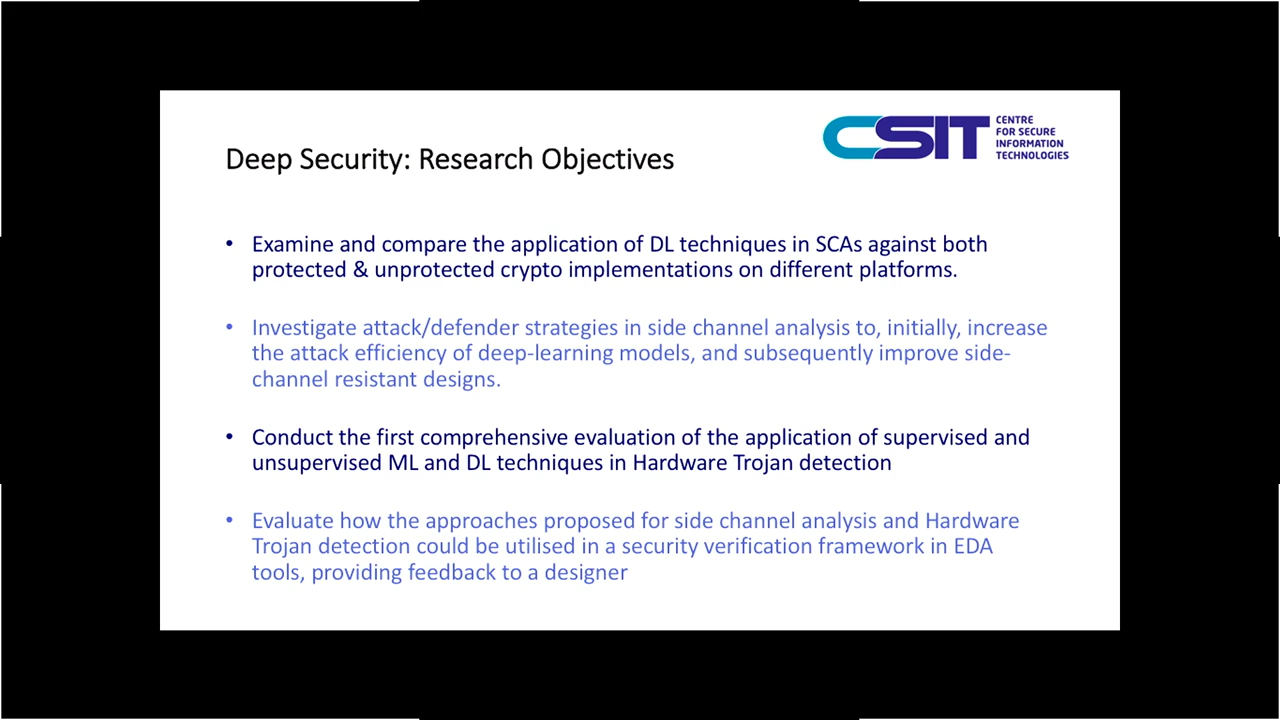 CSIT
CENTRE
FOR SECURE
INFORMATION
TECHNOLOGIES
Deep Security: Research Objectives
• Examine and compare the application of DL techniques in SCAs against both
protected & unprotected crypto implementations on different platforms.
• Investigate attack/defender strategies in side channel analysis to, initially, increase
the attack efficiency of deep-learning models, and subsequently improve side-
channel resistant designs.
• Conduct the first comprehensive evaluation of the application of supervised and
unsupervised ML and DL techniques in Hardware Trojan detection
• Evaluate how the approaches proposed for side channel analysis and Hardware
Trojan detection could be utilised in a security verification framework in EDA
tools, providing feedback to a designer